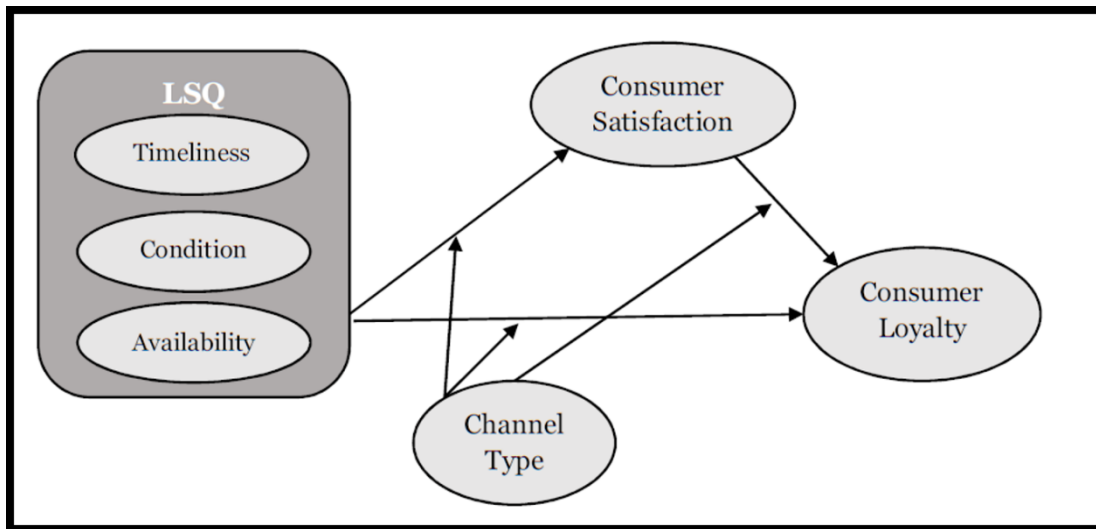 LSQ
Timeliness
Condition
Availability
Consumer
Satisfaction
Consumer
Loyalty
Channel
Type